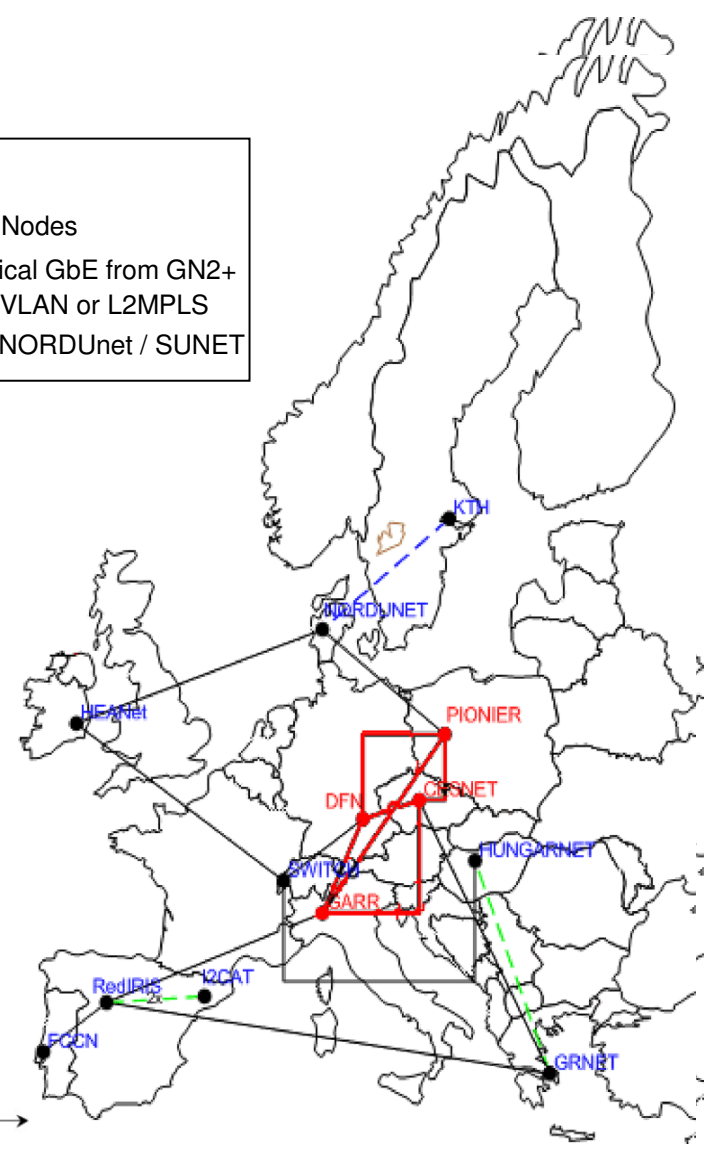 Nodes
ical GbE from GN2+
VLAN or L2MPLS
NORDUnet / SUNET
KTH
NORDUNET
HEANet
PIONIER
DFN
CESNET
HUNGARNET
SWITCH
GARR
RedIRIS
2x
I2CAT
FCCN
GRNET